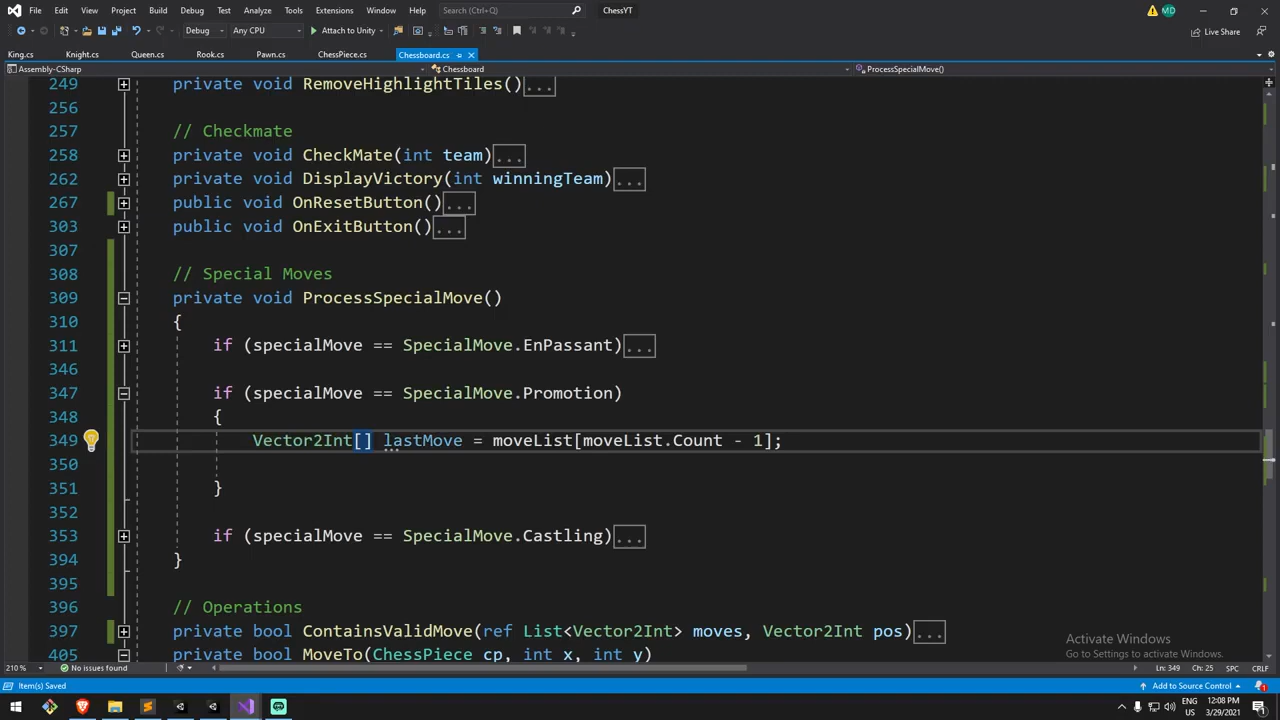 File Edit View Git Project Build Debug Test Analyze Tools Extensions Window Help Search (Ctrl+Q) ChessYT MD
Debug Any CPU Attach to Unity Live Share
King.cs Knight.cs Queen.cs Rook.cs Pawn.cs ChessPiece.cs Chessboard.cs
Assembly-CSharp Chessboard ProcessSpecialMove()
249 private void RemoveHighlightTiles()...
256
257 // Checkmate
258 private void CheckMate(int team)...
262 private void DisplayVictory(int winningTeam)...
267 public void OnResetButton()...
303 public void OnExitButton()...
307
308 // Special Moves
309 private void ProcessSpecialMove()
310 {
311 if (specialMove == SpecialMove.EnPassant)...
346
347 if (specialMove == SpecialMove.Promotion)
348 {
349 Vector2Int[] lastMove = moveList[moveList.Count - 1];
350
351 }
352
353 if (specialMove == SpecialMove.Castling)...
394 }
395
396 // Operations
397 private bool ContainsValidMove(ref List<Vector2Int> moves, Vector2Int pos)...
405 private bool MoveTo(ChessPiece cp, int x, int y)
Activate Windows
Go to Settings to activate Windows.
210 % No issues found Ln: 349 Ch: 25 SPC CRLF
Item(s) Saved Add to Source Control 1
ENG 12:08 PM
US 3/29/2021 1